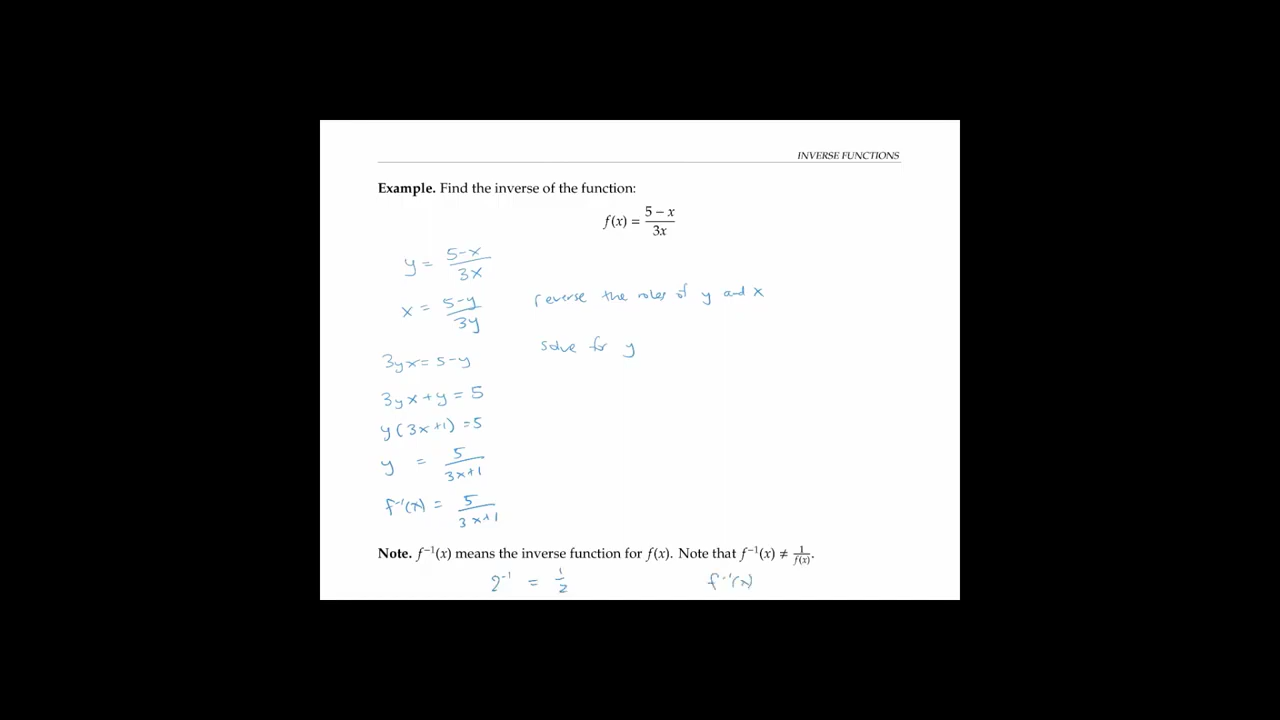 INVERSE FUNCTIONS
Example. Find the inverse of the function:
f(x) = (5 − x)/(3x)
y = (5-x)/(3x)
x = (5-y)/(3y) reverse the roles of y and x
solve for y
3yx = 5-y
3yx + y = 5
y(3x+1) = 5
y = 5/(3x+1)
f⁻¹(x) = 5/(3x+1)
Note. f⁻¹(x) means the inverse function for f(x). Note that f⁻¹(x) ≠ 1/f(x).
2⁻¹ = 1/2 f⁻¹(x)